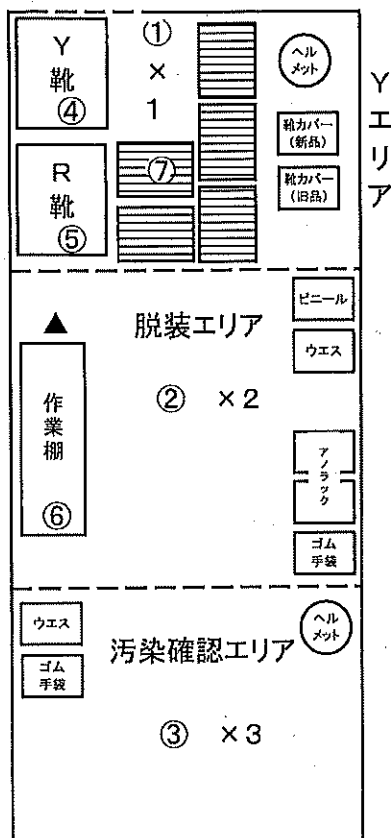 Y
靴
④
①
×
1
ヘル
メット
靴カバー
(新品)
靴カバー
(旧品)
Yエリア
R
靴
⑤
⑦
▲
脱装エリア
ビニール
ウエス
② ×2
作業棚
⑥
アノラック
ゴム
手袋
ウエス
ゴム
手袋
汚染確認エリア
ヘル
メット
③ ×3